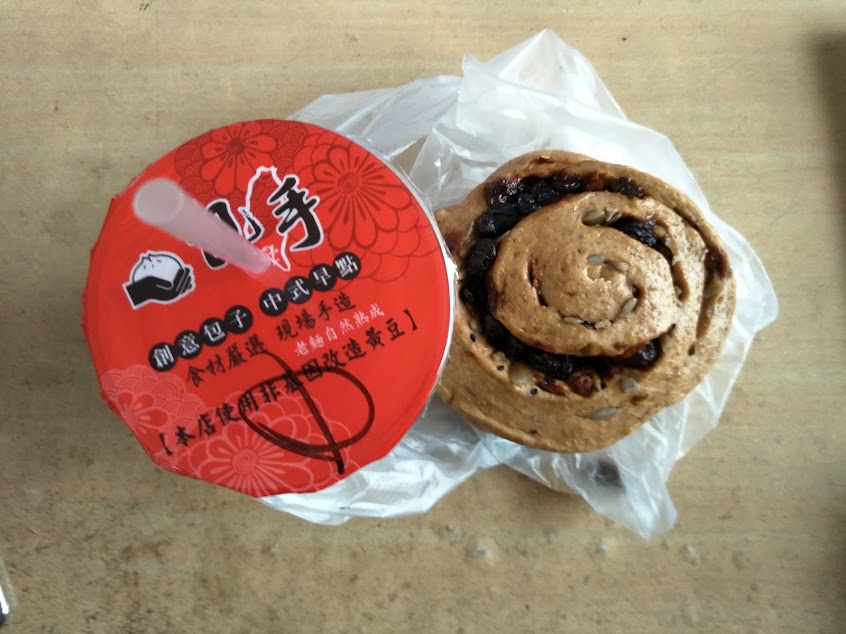 手
創意包子 中式早點
食材嚴選 現場手造
老麵自然熟成
【本店使用非基因改造黃豆】